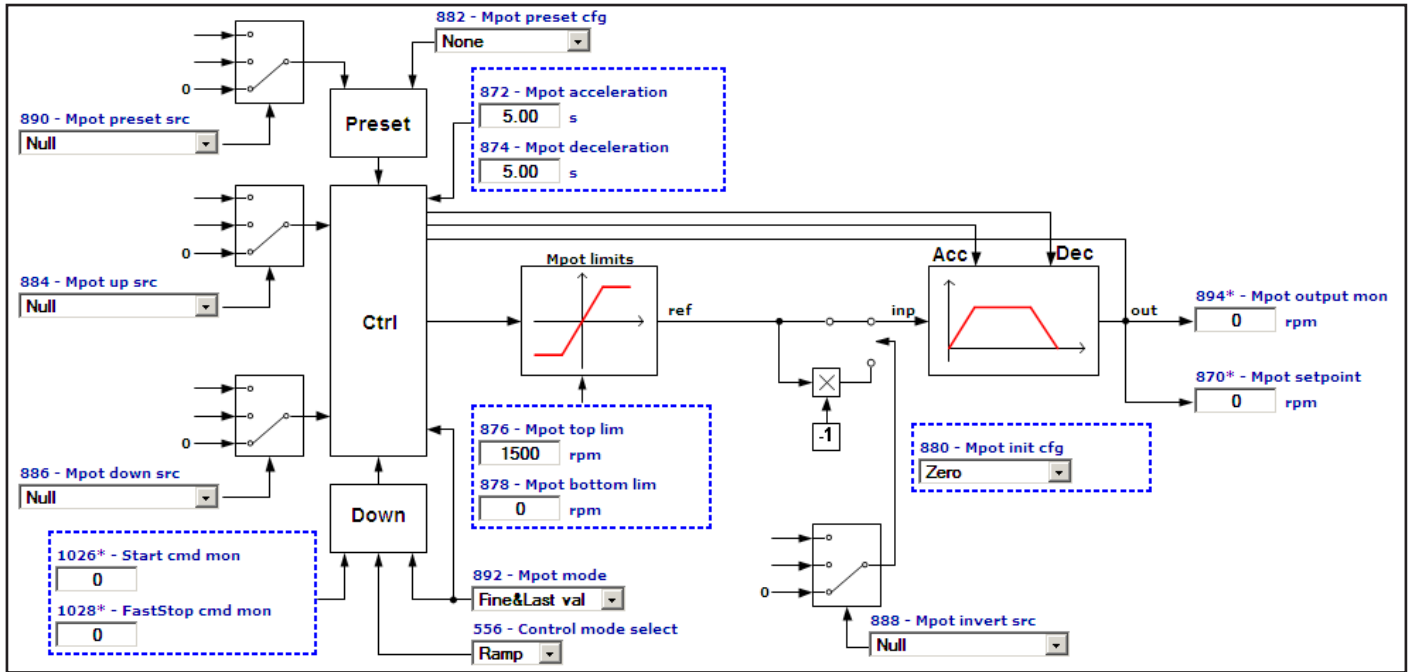 882 - Mpot preset cfg
None
0
890 - Mpot preset src
Null
Preset
872 - Mpot acceleration
5.00 s
874 - Mpot deceleration
5.00 s
0
884 - Mpot up src
Null
Ctrl
Mpot limits
ref
inp
Acc Dec
out
894* - Mpot output mon
0 rpm
870* - Mpot setpoint
0 rpm
-1
876 - Mpot top lim
1500 rpm
878 - Mpot bottom lim
0 rpm
880 - Mpot init cfg
Zero
0
886 - Mpot down src
Null
Down
1026* - Start cmd mon
0
1028* - FastStop cmd mon
0
892 - Mpot mode
Fine&Last val
556 - Control mode select
Ramp
0
888 - Mpot invert src
Null